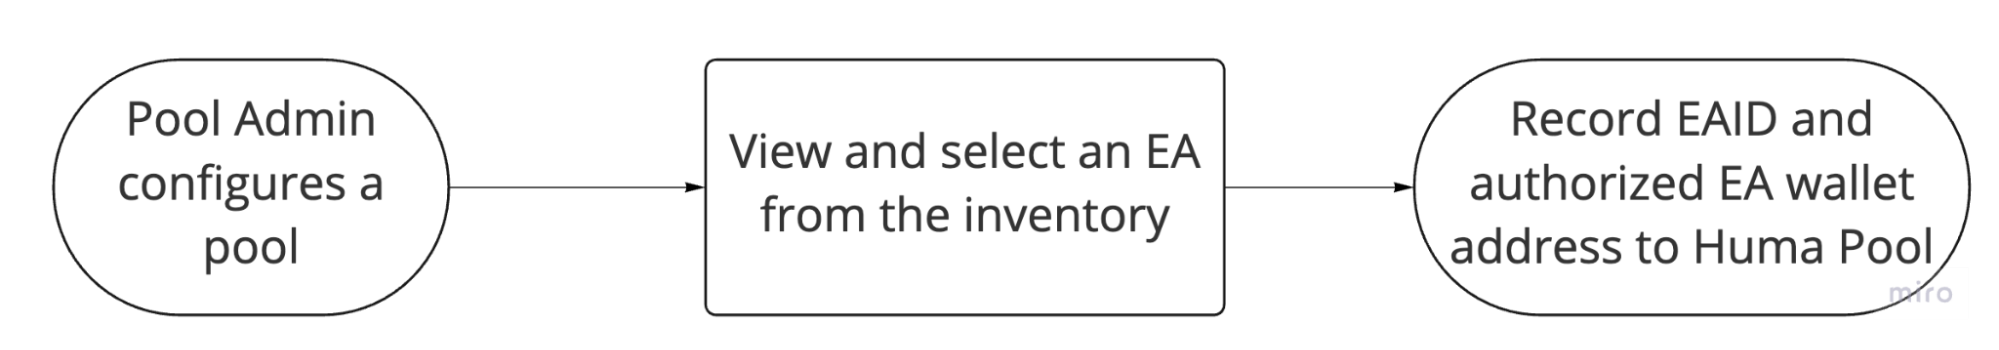 Pool Admin
configures a
pool
View and select an EA
from the inventory
Record EAID and
authorized EA wallet
address to Huma Pool
miro